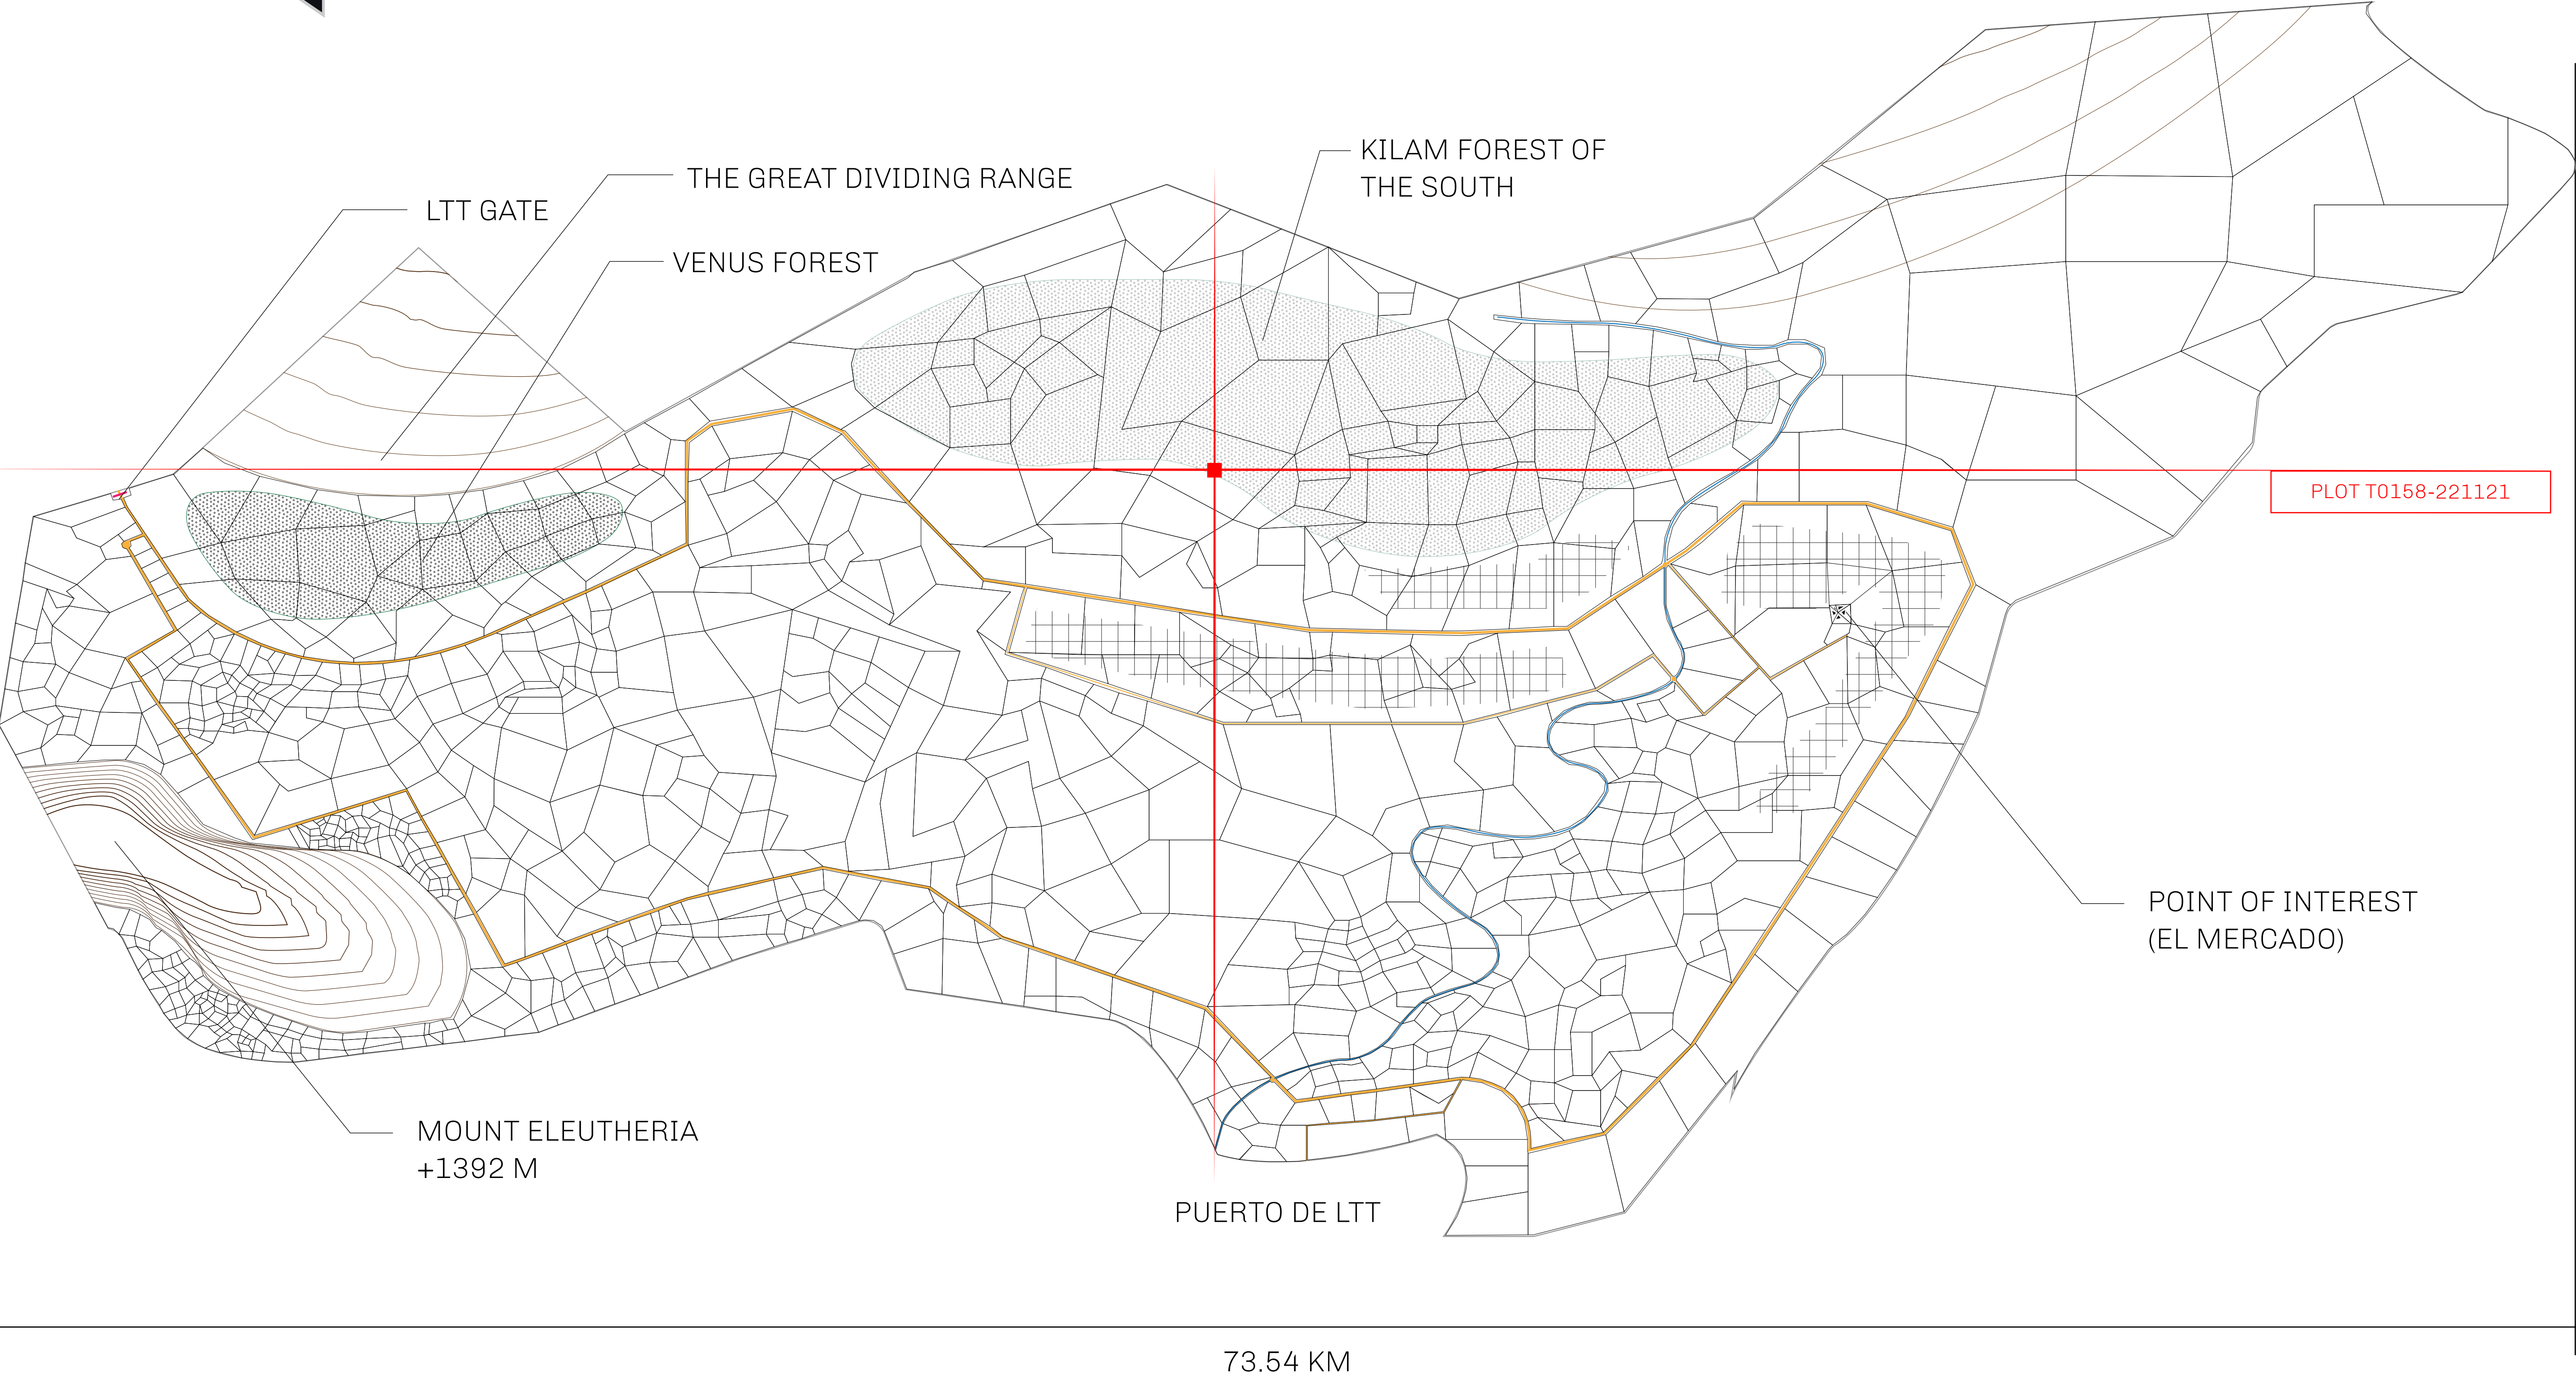 KILAM FOREST OF
THE SOUTH
THE GREAT DIVIDING RANGE
LTT GATE
VENUS FOREST
PLOT T0158-221121
POINT OF INTEREST
(EL MERCADO)
MOUNT ELEUTHERIA
+1392 M
PUERTO DE LTT
73.54 KM